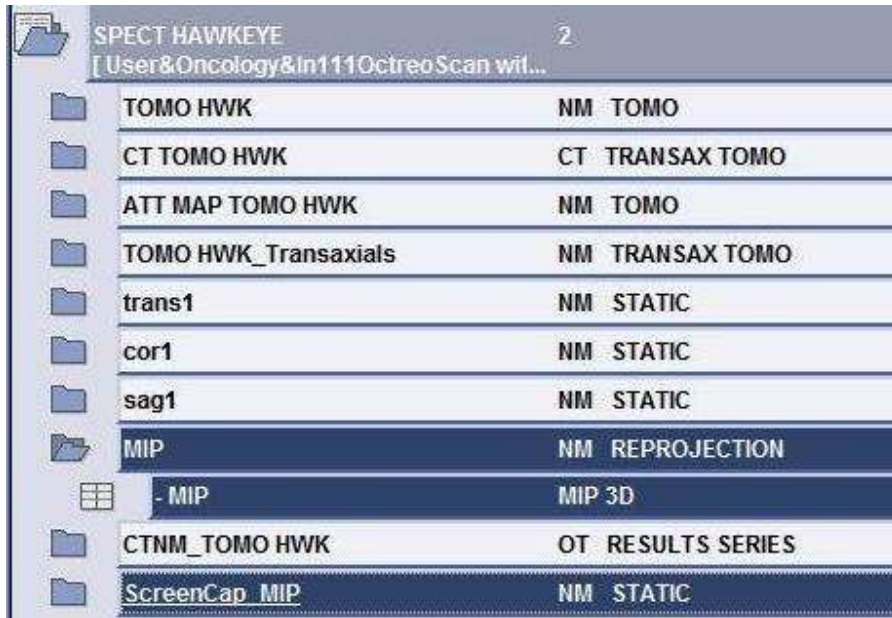 SPECT HAWKEYE 2
[ User&Oncology&In111OctreoScan wit...
TOMO HWK NM TOMO
CT TOMO HWK CT TRANSAX TOMO
ATT MAP TOMO HWK NM TOMO
TOMO HWK_Transaxials NM TRANSAX TOMO
trans1 NM STATIC
cor1 NM STATIC
sag1 NM STATIC
MIP NM REPROJECTION
- MIP MIP 3D
CTNM_TOMO HWK OT RESULTS SERIES
ScreenCap_MIP NM STATIC